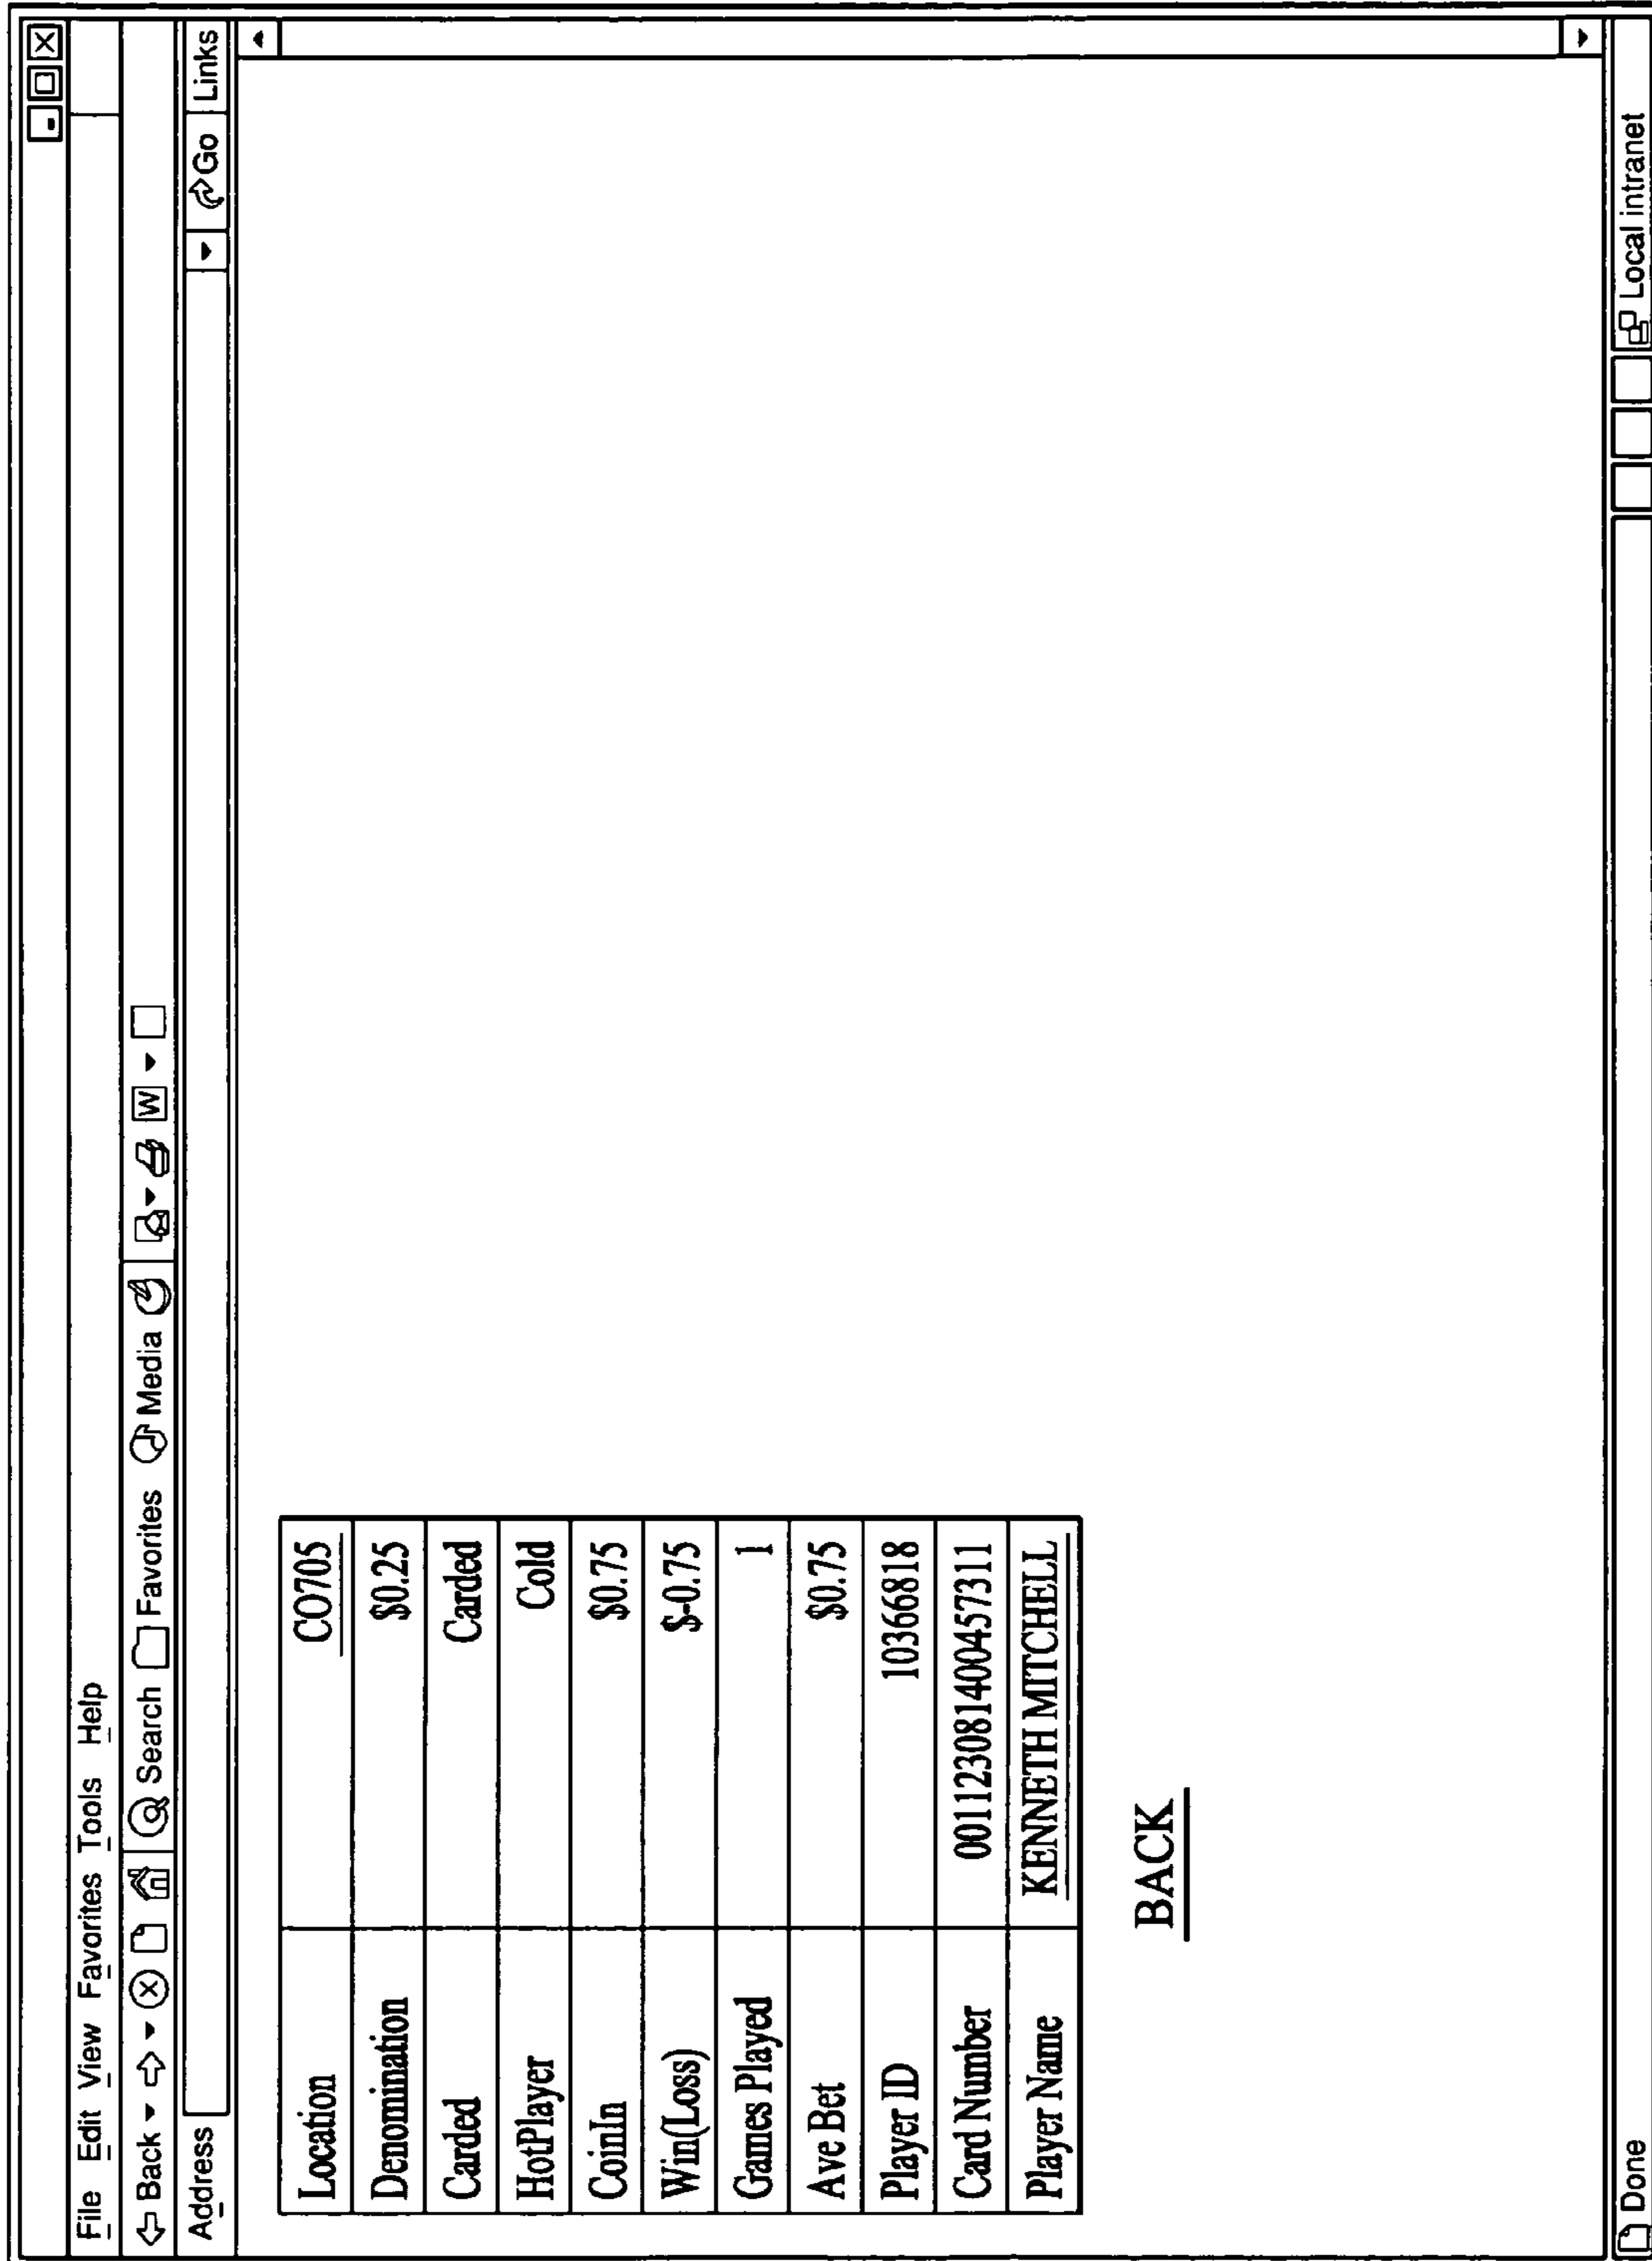 File Edit View Favorites Tools Help
Back Search Favorites Media W
Address Go Links
Location CO705
Denomination $0.25
Carded Carded
HotPlayer Cold
CoinIn $0.75
Win(Loss) $-0.75
Games Played 1
Ave Bet $0.75
Player ID 10366818
Card Number 00112308140045731​1
Player Name KENNETH MITCHELL
BACK
Done Local intranet